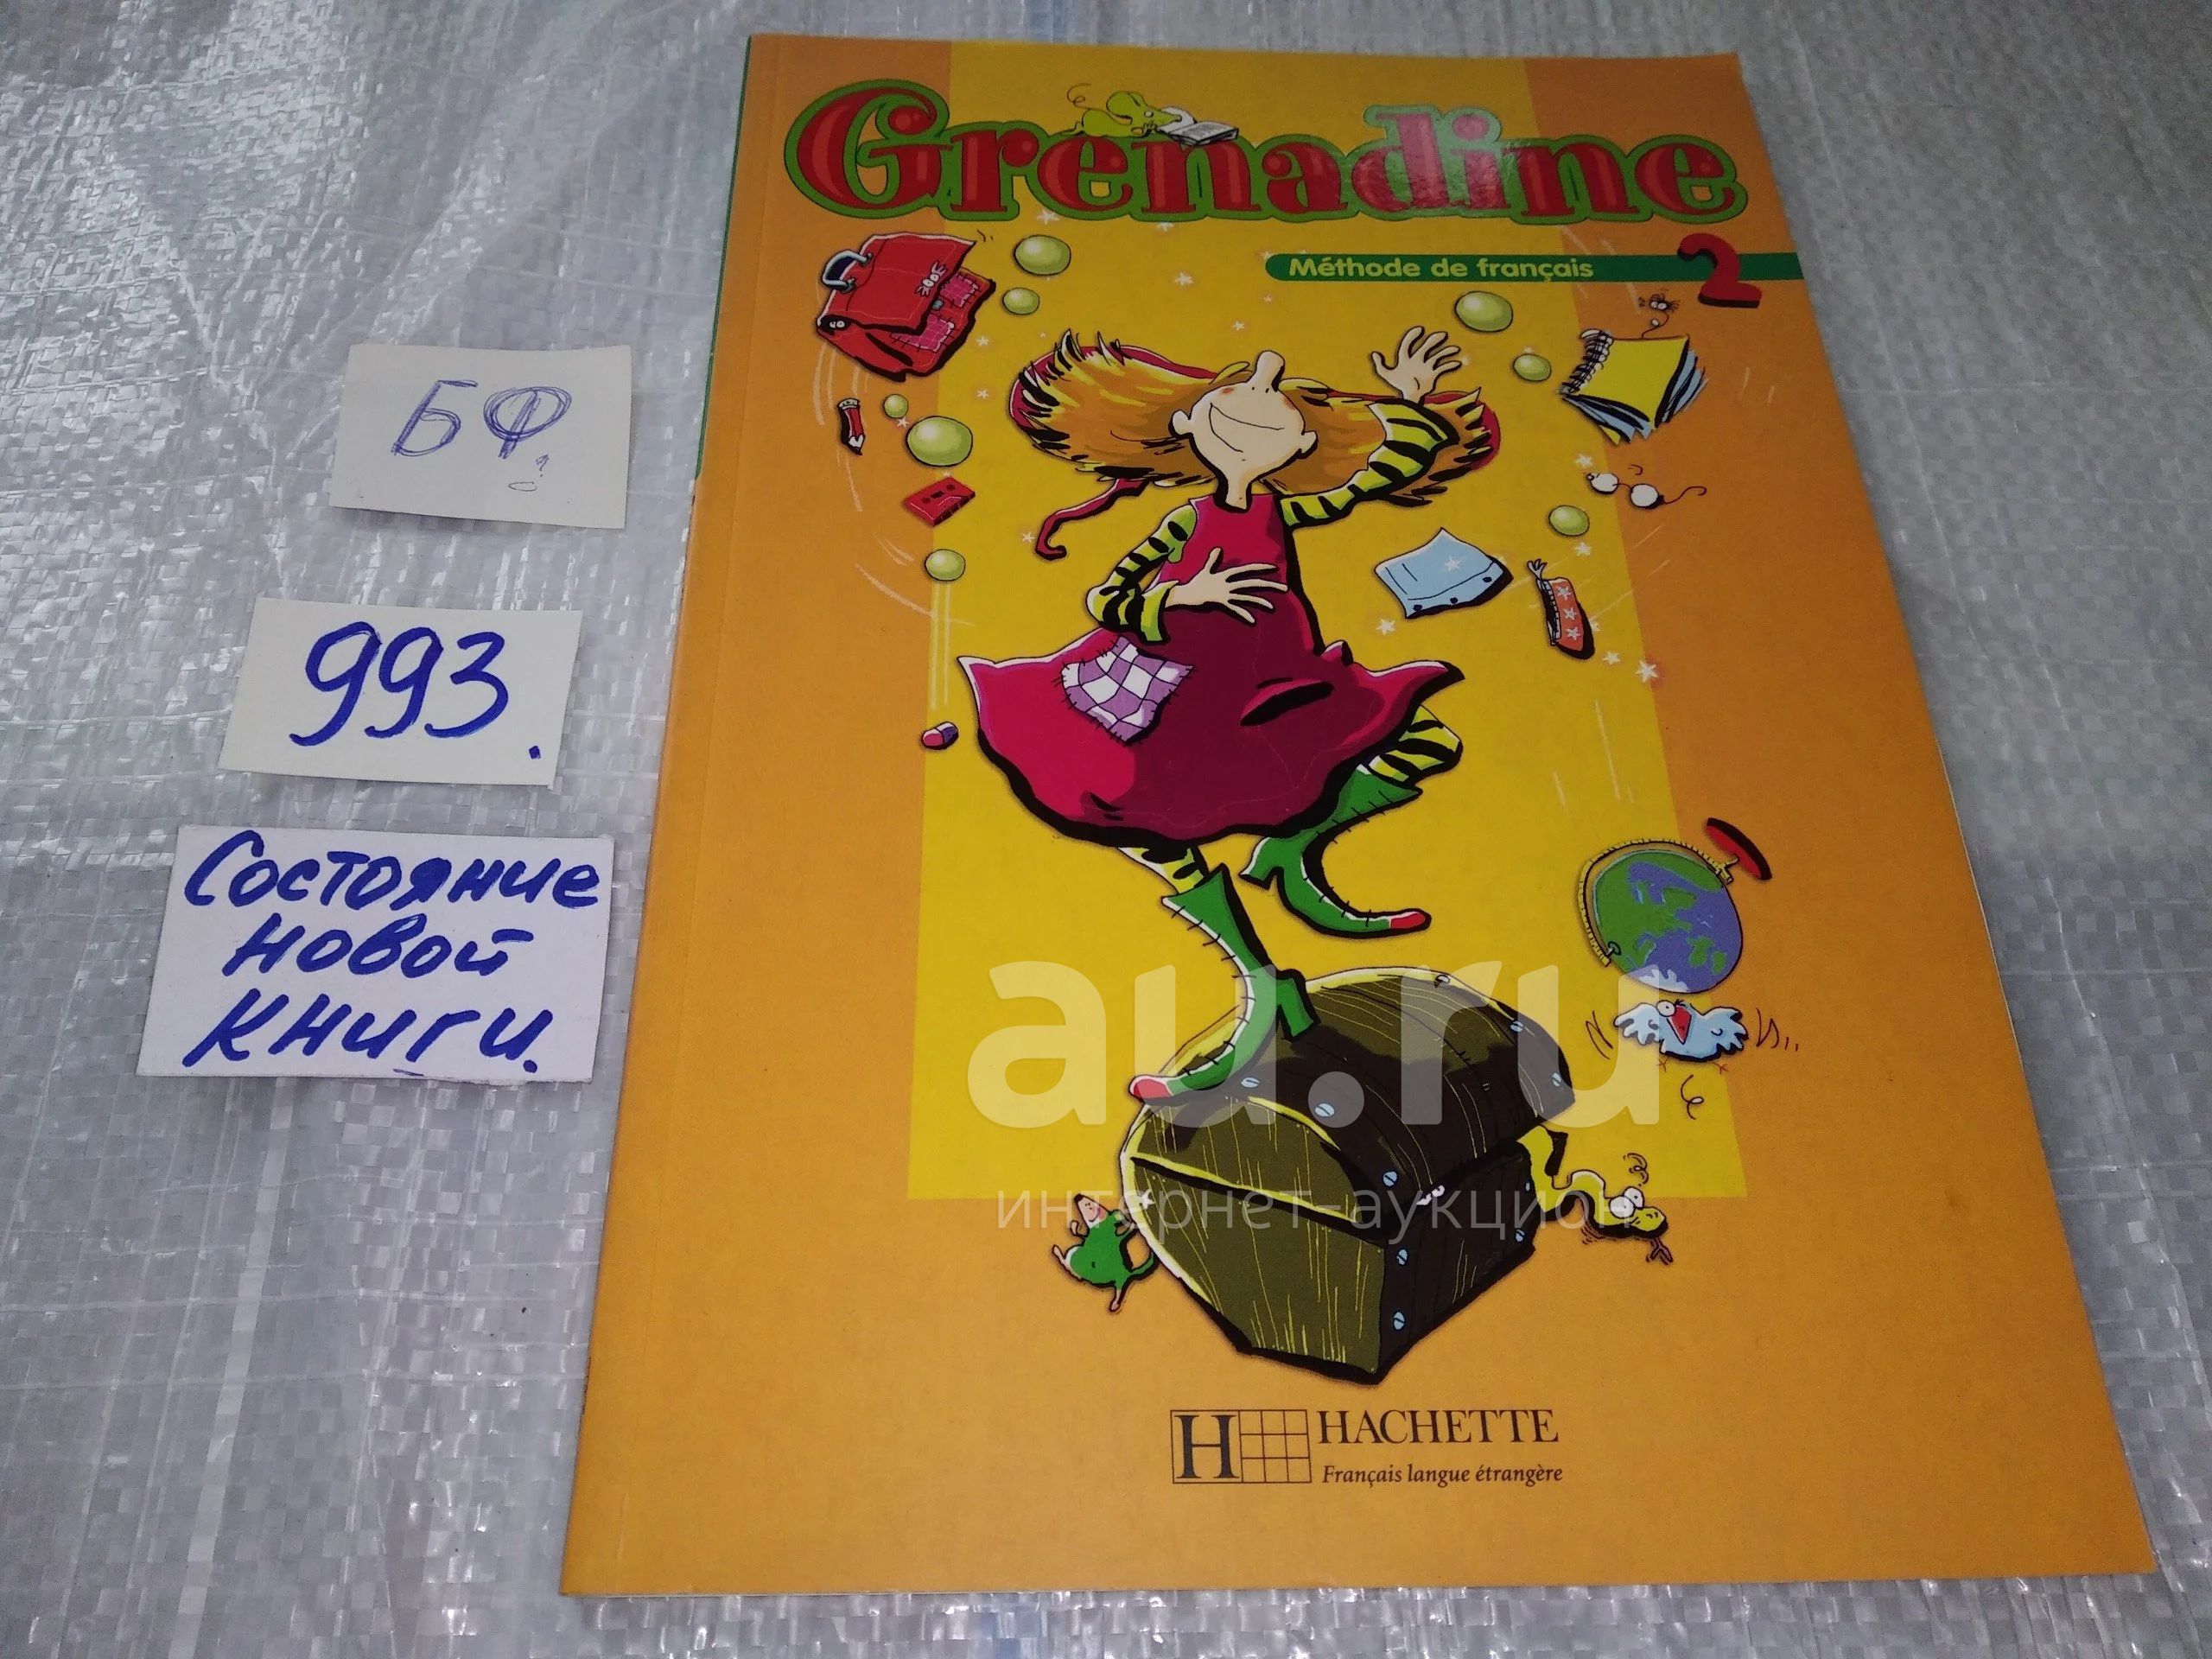 Grenadine
Méthode de français 2
БФ
993.
Состояние
новой
книги.
au.ru
интернет-аукцион
H HACHETTE
Français langue étrangère